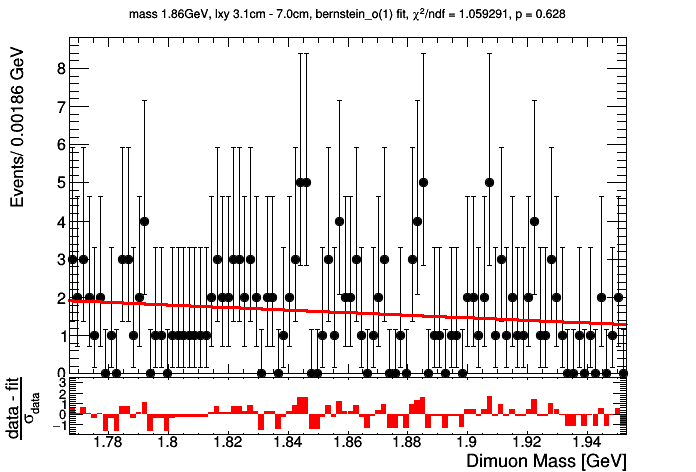 mass 1.86GeV, lxy 3.1cm - 7.0cm, bernstein_o(1) fit, χ²/ndf = 1.059291, p = 0.628
Events/ 0.00186 GeV
8
7
6
5
4
3
2
1
0
data - fit
σdata
3
2
1
0
−1
1.78 1.8 1.82 1.84 1.86 1.88 1.9 1.92 1.94
Dimuon Mass [GeV]